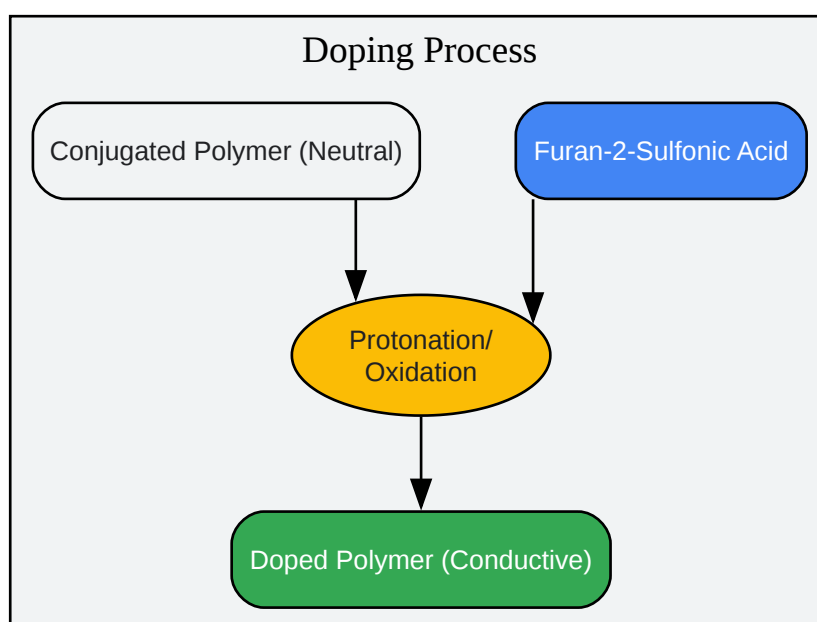 Doping Process
Conjugated Polymer (Neutral)
Furan-2-Sulfonic Acid
Protonation/
Oxidation
Doped Polymer (Conductive)